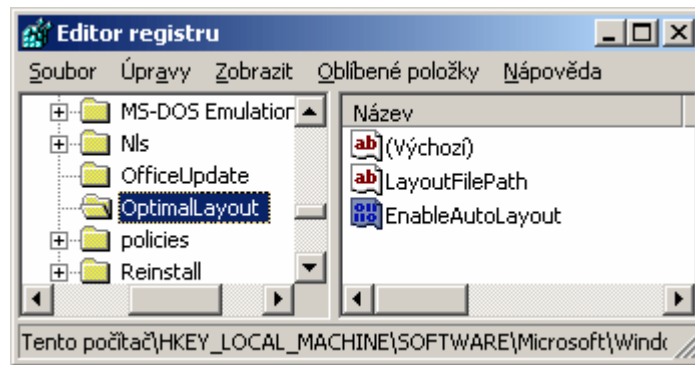 Editor registru
Soubor Úpravy Zobrazit Oblíbené položky Nápověda
MS-DOS Emulation
Nls
OfficeUpdate
OptimalLayout
policies
Reinstall
Název
(Výchozí)
LayoutFilePath
EnableAutoLayout
Tento počítač\HKEY_LOCAL_MACHINE\SOFTWARE\Microsoft\Windo